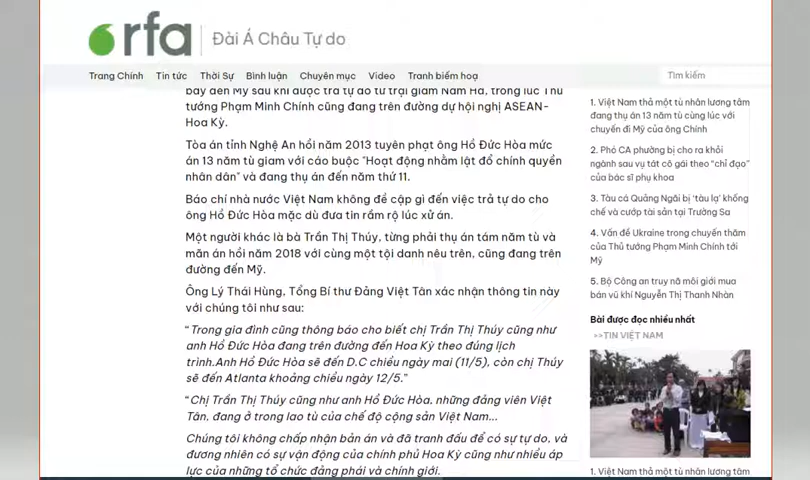 rfa
Đài Á Châu Tự do
Trang Chính Tin tức Thời Sự Bình luận Chuyên mục Video Tranh biếm hoạ
Tìm kiếm
bay đến Mỹ sau khi được trả tự do từ trại giam Nam Hà, trong lúc Thủ
tướng Phạm Minh Chính cũng đang trên đường dự hội nghị ASEAN-
Hoa Kỳ.
Tòa án tỉnh Nghệ An hồi năm 2013 tuyên phạt ông Hồ Đức Hòa mức
án 13 năm tù giam với cáo buộc "Hoạt động nhằm lật đổ chính quyền
nhân dân" và đang thụ án đến năm thứ 11.
Báo chí nhà nước Việt Nam không đề cập gì đến việc trả tự do cho
ông Hồ Đức Hòa mặc dù đưa tin rầm rộ lúc xử án.
Một người khác là bà Trần Thị Thúy, từng phải thụ án tám năm tù và
mãn án hồi năm 2018 với cùng một tội danh nêu trên, cũng đang trên
đường đến Mỹ.
Ông Lý Thái Hùng, Tổng Bí thư Đảng Việt Tân xác nhận thông tin này
với chúng tôi như sau:
"Trong gia đình cũng thông báo cho biết chị Trần Thị Thúy cũng như
anh Hồ Đức Hòa đang trên đường đến Hoa Kỳ theo đúng lịch
trình.Anh Hồ Đức Hòa sẽ đến D.C chiều ngày mai (11/5), còn chị Thúy
sẽ đến Atlanta khoảng chiều ngày 12/5."
"Chị Trần Thị Thúy cũng như anh Hồ Đức Hòa, những đảng viên Việt
Tân, đang ở trong lao tù của chế độ cộng sản Việt Nam...
Chúng tôi không chấp nhận bản án và đã tranh đấu để có sự tự do, và
đương nhiên có sự vận động của chính phủ Hoa Kỳ cũng như nhiều áp
lực của những tổ chức đảng phái và chính giới.
1. Việt Nam thả một tù nhân lương tâm
đang thụ án 13 năm tù cùng lúc với
chuyến đi Mỹ của ông Chính
2. Phó CA phường bị cho ra khỏi
ngành sau vụ tát cô gái theo “chỉ đạo”
của bác sĩ phụ khoa
3. Tàu cá Quảng Ngãi bị ‘tàu lạ’ khống
chế và cướp tài sản tại Trường Sa
4. Vấn đề Ukraine trong chuyến thăm
của Thủ tướng Phạm Minh Chính tới
Mỹ
5. Bộ Công an truy nã môi giới mua
bán vũ khí Nguyễn Thị Thanh Nhàn
Bài được đọc nhiều nhất
>>TIN VIỆT NAM
1. Việt Nam thả một tù nhân lương tâm